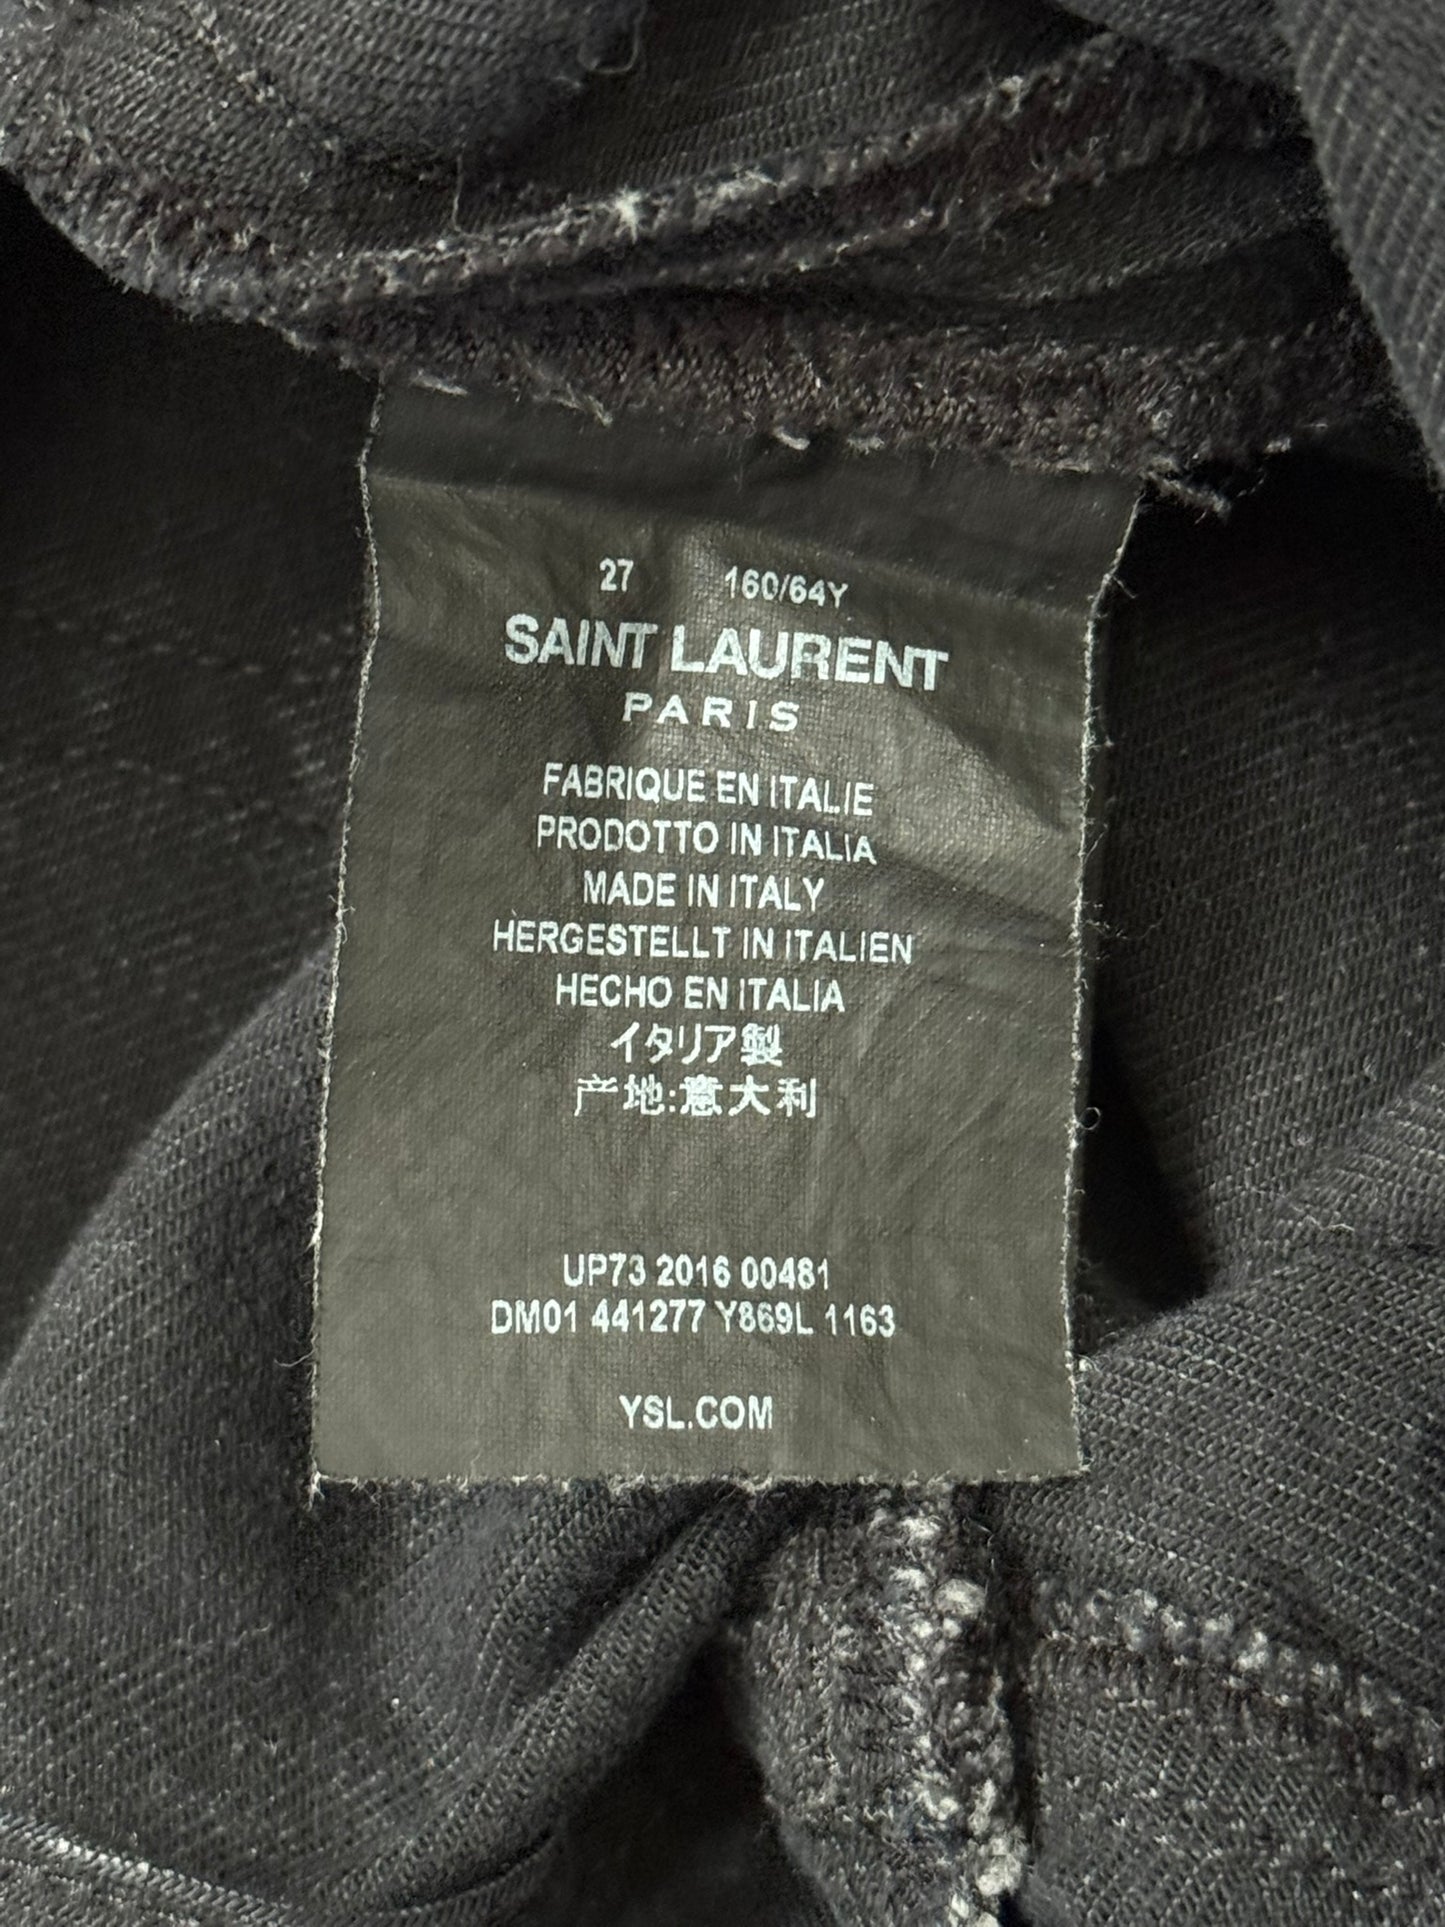 27 160/64Y
SAINT LAURENT
PARIS
FABRIQUE EN ITALIE
PRODOTTO IN ITALIA
MADE IN ITALY
HERGESTELLT IN ITALIEN
HECHO EN ITALIA
イタリア製
产地:意大利
UP73 2016 00481
DM01 441277 Y869L 1163
YSL.COM